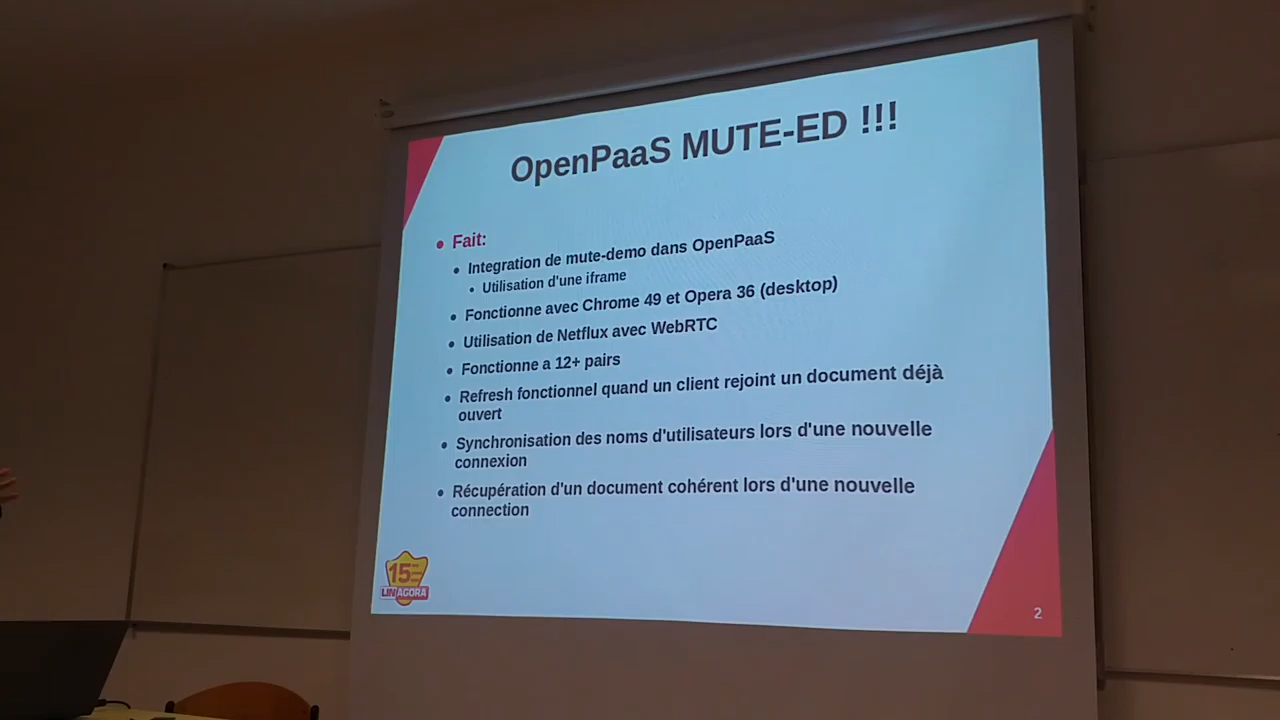 OpenPaaS MUTE-ED !!!
Fait:
Integration de mute-demo dans OpenPaaS
Utilisation d'une iframe
Fonctionne avec Chrome 49 et Opera 36 (desktop)
Utilisation de Netflux avec WebRTC
Fonctionne a 12+ pairs
Refresh fonctionnel quand un client rejoint un document déjà
ouvert
Synchronisation des noms d'utilisateurs lors d'une nouvelle
connexion
Récupération d'un document cohérent lors d'une nouvelle
connection
15
LINAGORA
2